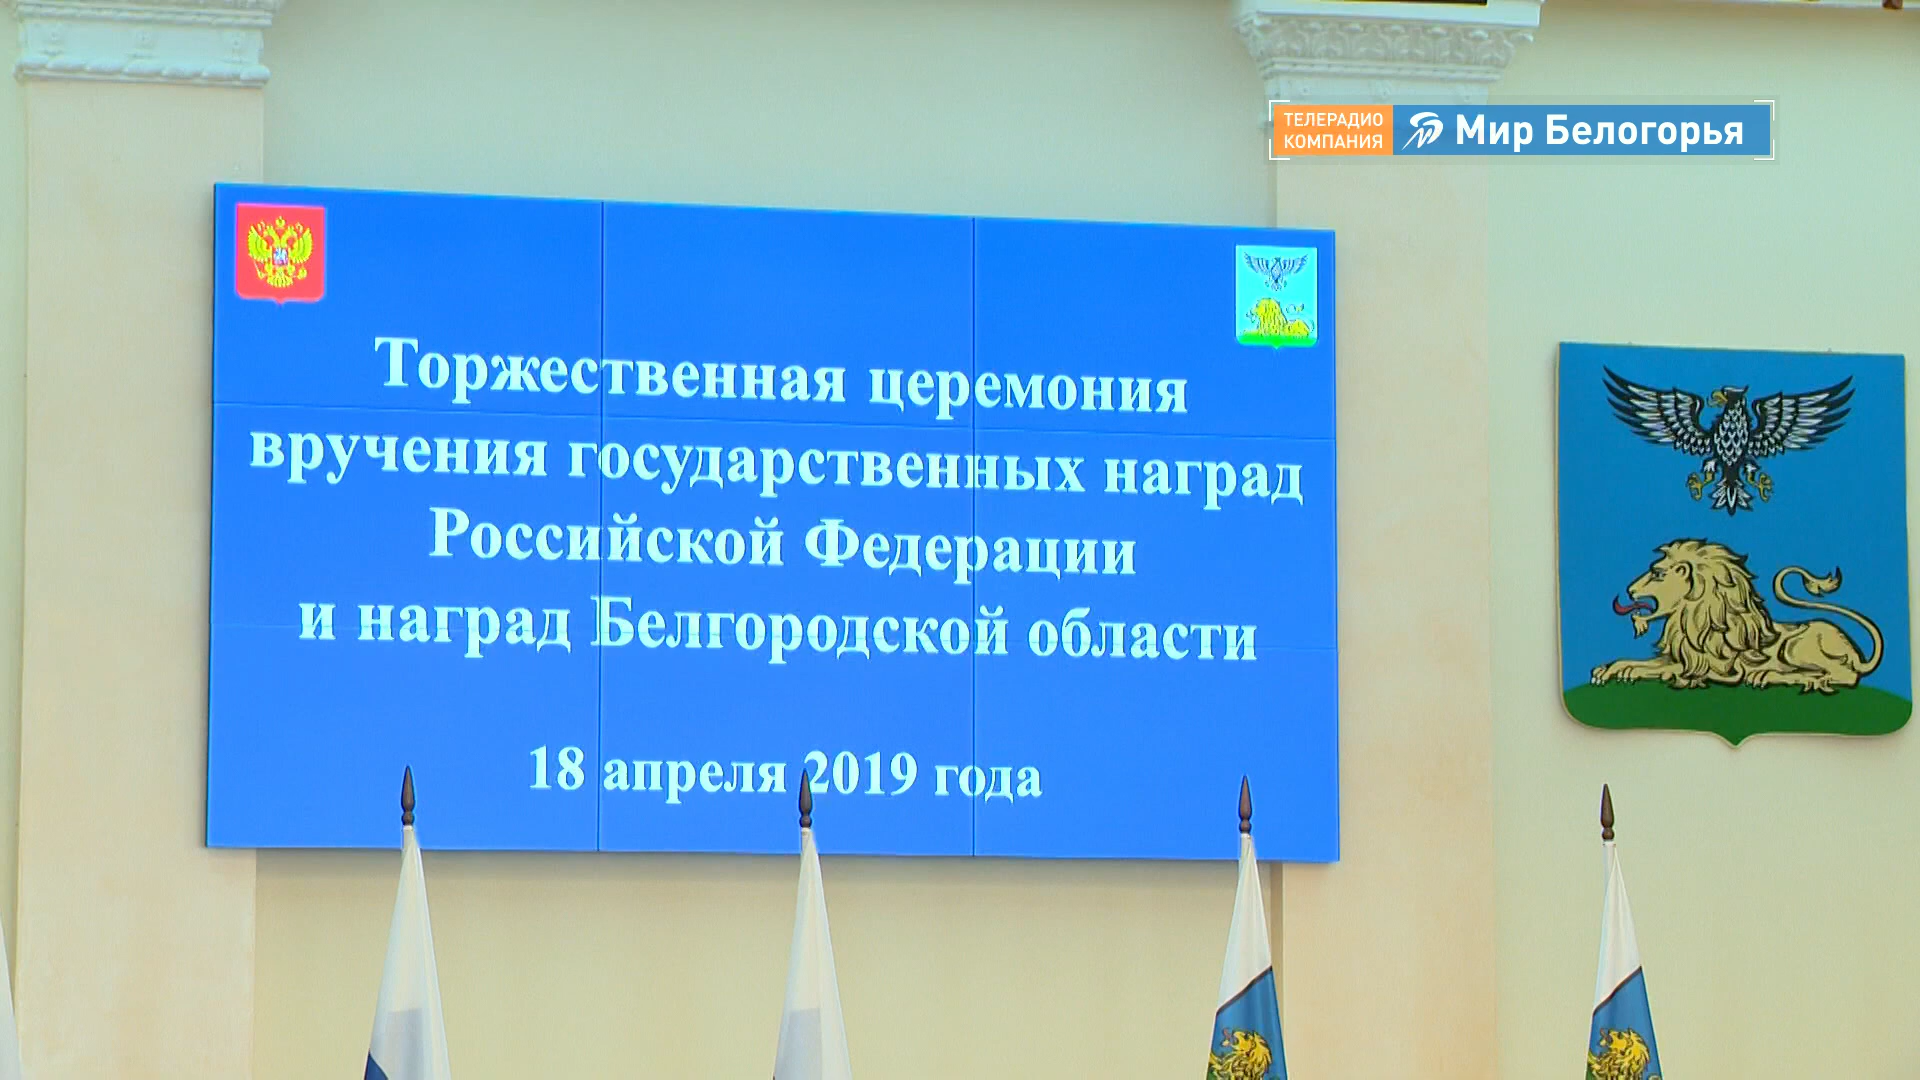 ТЕЛЕРАДИО
КОМПАНИЯ
Мир Белогорья
Торжественная церемония
вручения государственных наград
Российской Федерации
и наград Белгородской области
18 апреля 2019 года